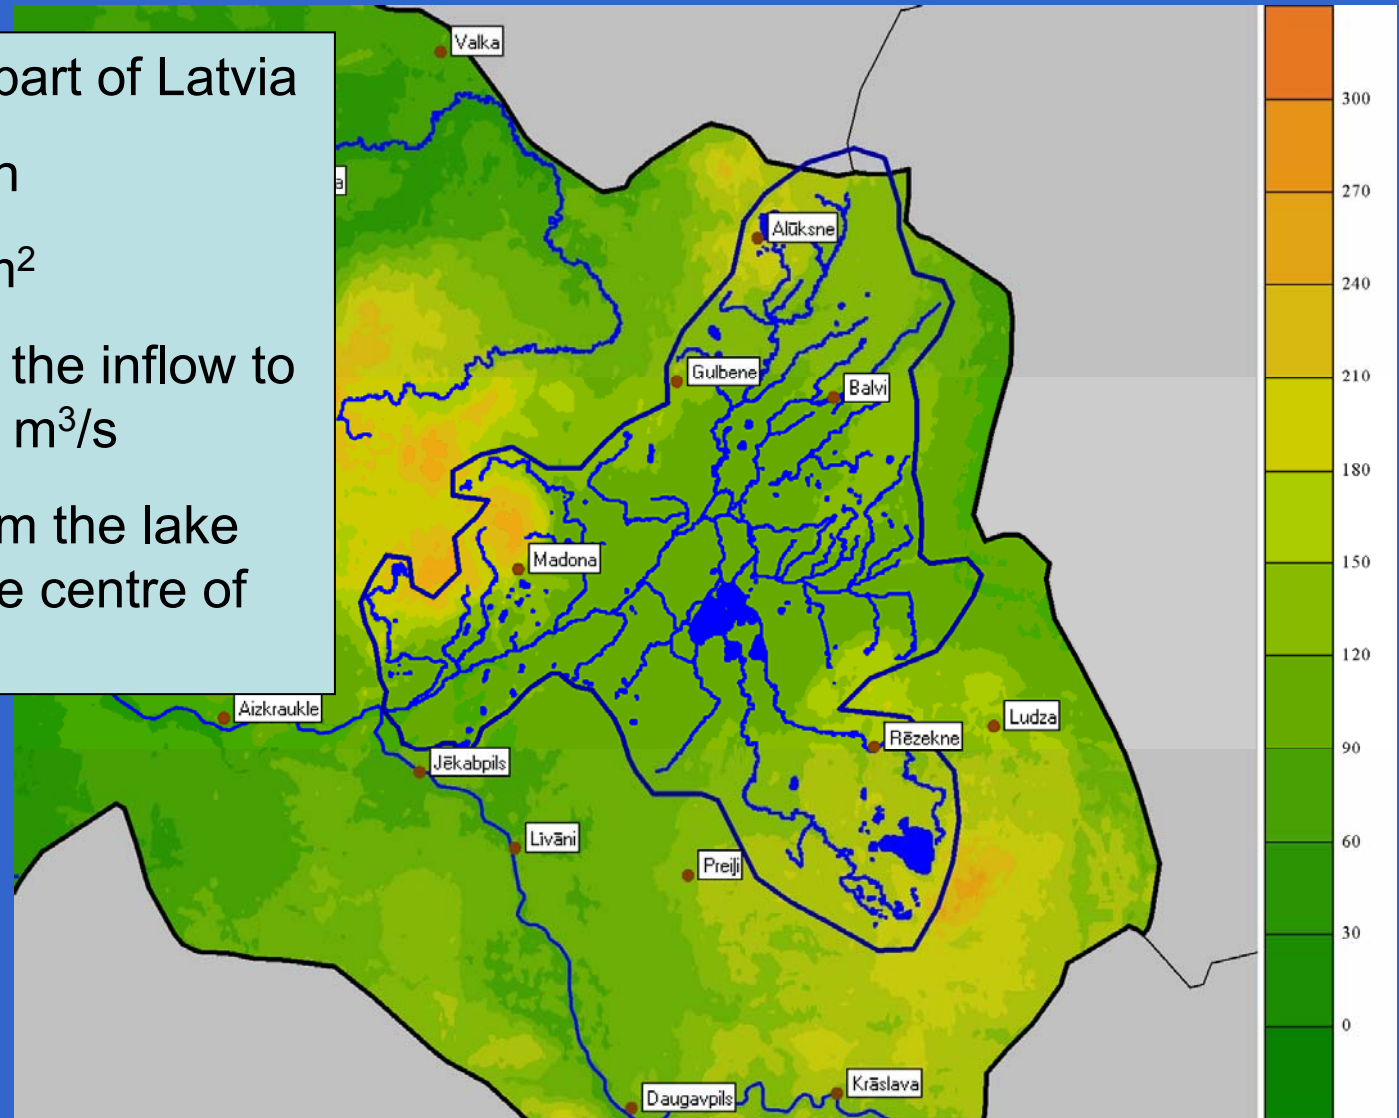 part of Latvia
m²
the inflow to
m³/s
m the lake
e centre of
Valka
a
Alūksne
Gulbene
Balvi
Madona
Aizkraukle
Ludza
Rēzekne
Jēkabpils
Līvāni
Preiļi
Krāslava
Daugavpils
300
270
240
210
180
150
120
90
60
30
0